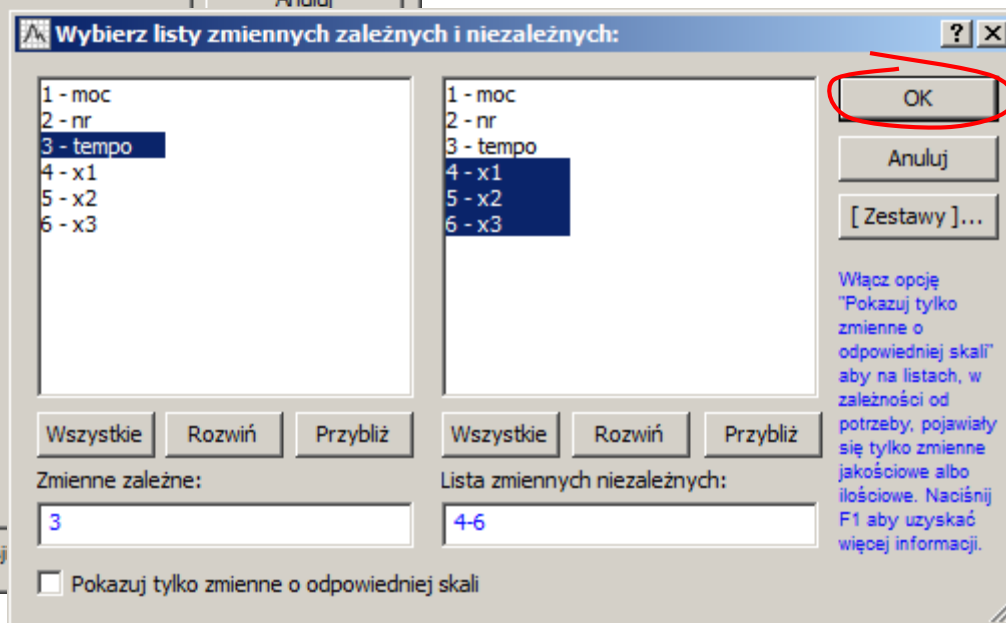 Anuluj
Wybierz listy zmiennych zależnych i niezależnych:
1 - moc
2 - nr
3 - tempo
4 - x1
5 - x2
6 - x3
1 - moc
2 - nr
3 - tempo
4 - x1
5 - x2
6 - x3
OK
Anuluj
[ Zestawy ]...
Włącz opcję
"Pokazuj tylko
zmienne o
odpowiedniej skali"
aby na listach, w
zależności od
potrzeby, pojawiały
się tylko zmienne
jakościowe albo
ilościowe. Naciśnij
F1 aby uzyskać
więcej informacji.
Wszystkie Rozwiń Przybliż
Wszystkie Rozwiń Przybliż
Zmienne zależne:
3
Lista zmiennych niezależnych:
4-6
Pokazuj tylko zmienne o odpowiedniej skali